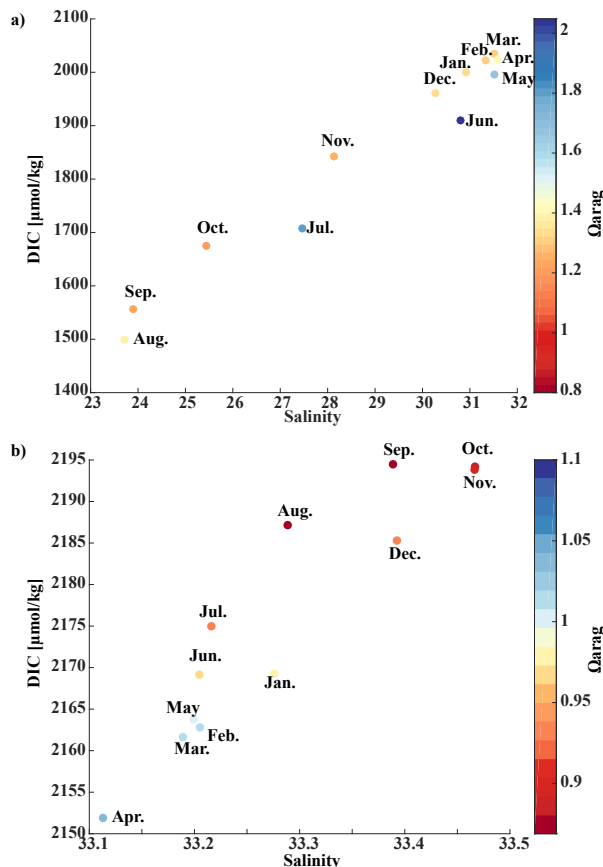 a)
2100
2000
1900
1800
1700
1600
1500
1400
DIC [µmol/kg]
Mar.
Feb.
Apr.
Jan.
May
Dec.
Jun.
Nov.
Oct.
Jul.
Sep.
Aug.
23 24 25 26 27 28 29 30 31 32
Salinity
2
1.8
1.6
1.4
1.2
1
0.8
Ωarag
b)
2195
2190
2185
2180
2175
2170
2165
2160
2155
2150
DIC [µmol/kg]
Sep.
Oct.
Nov.
Aug.
Dec.
Jul.
Jun.
Jan.
May
Feb.
Mar.
Apr.
33.1 33.2 33.3 33.4 33.5
Salinity
1.1
1.05
1
0.95
0.9
Ωarag